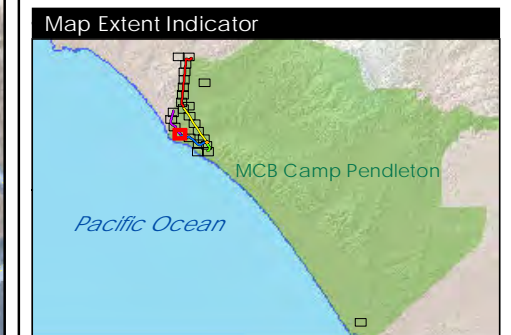 Map Extent Indicator
MCB Camp Pendleton
Pacific Ocean